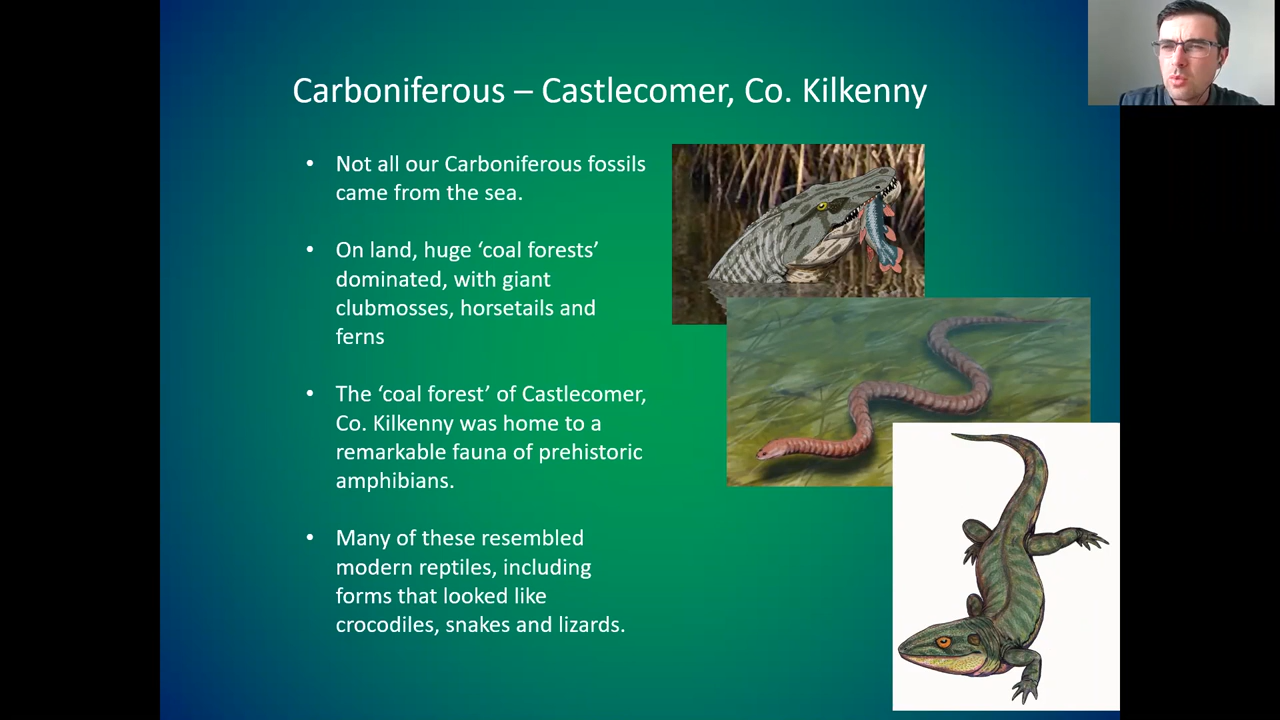 Carboniferous – Castlecomer, Co. Kilkenny
• Not all our Carboniferous fossils
came from the sea.
• On land, huge ‘coal forests’
dominated, with giant
clubmosses, horsetails and
ferns
• The ‘coal forest’ of Castlecomer,
Co. Kilkenny was home to a
remarkable fauna of prehistoric
amphibians.
• Many of these resembled
modern reptiles, including
forms that looked like
crocodiles, snakes and lizards.